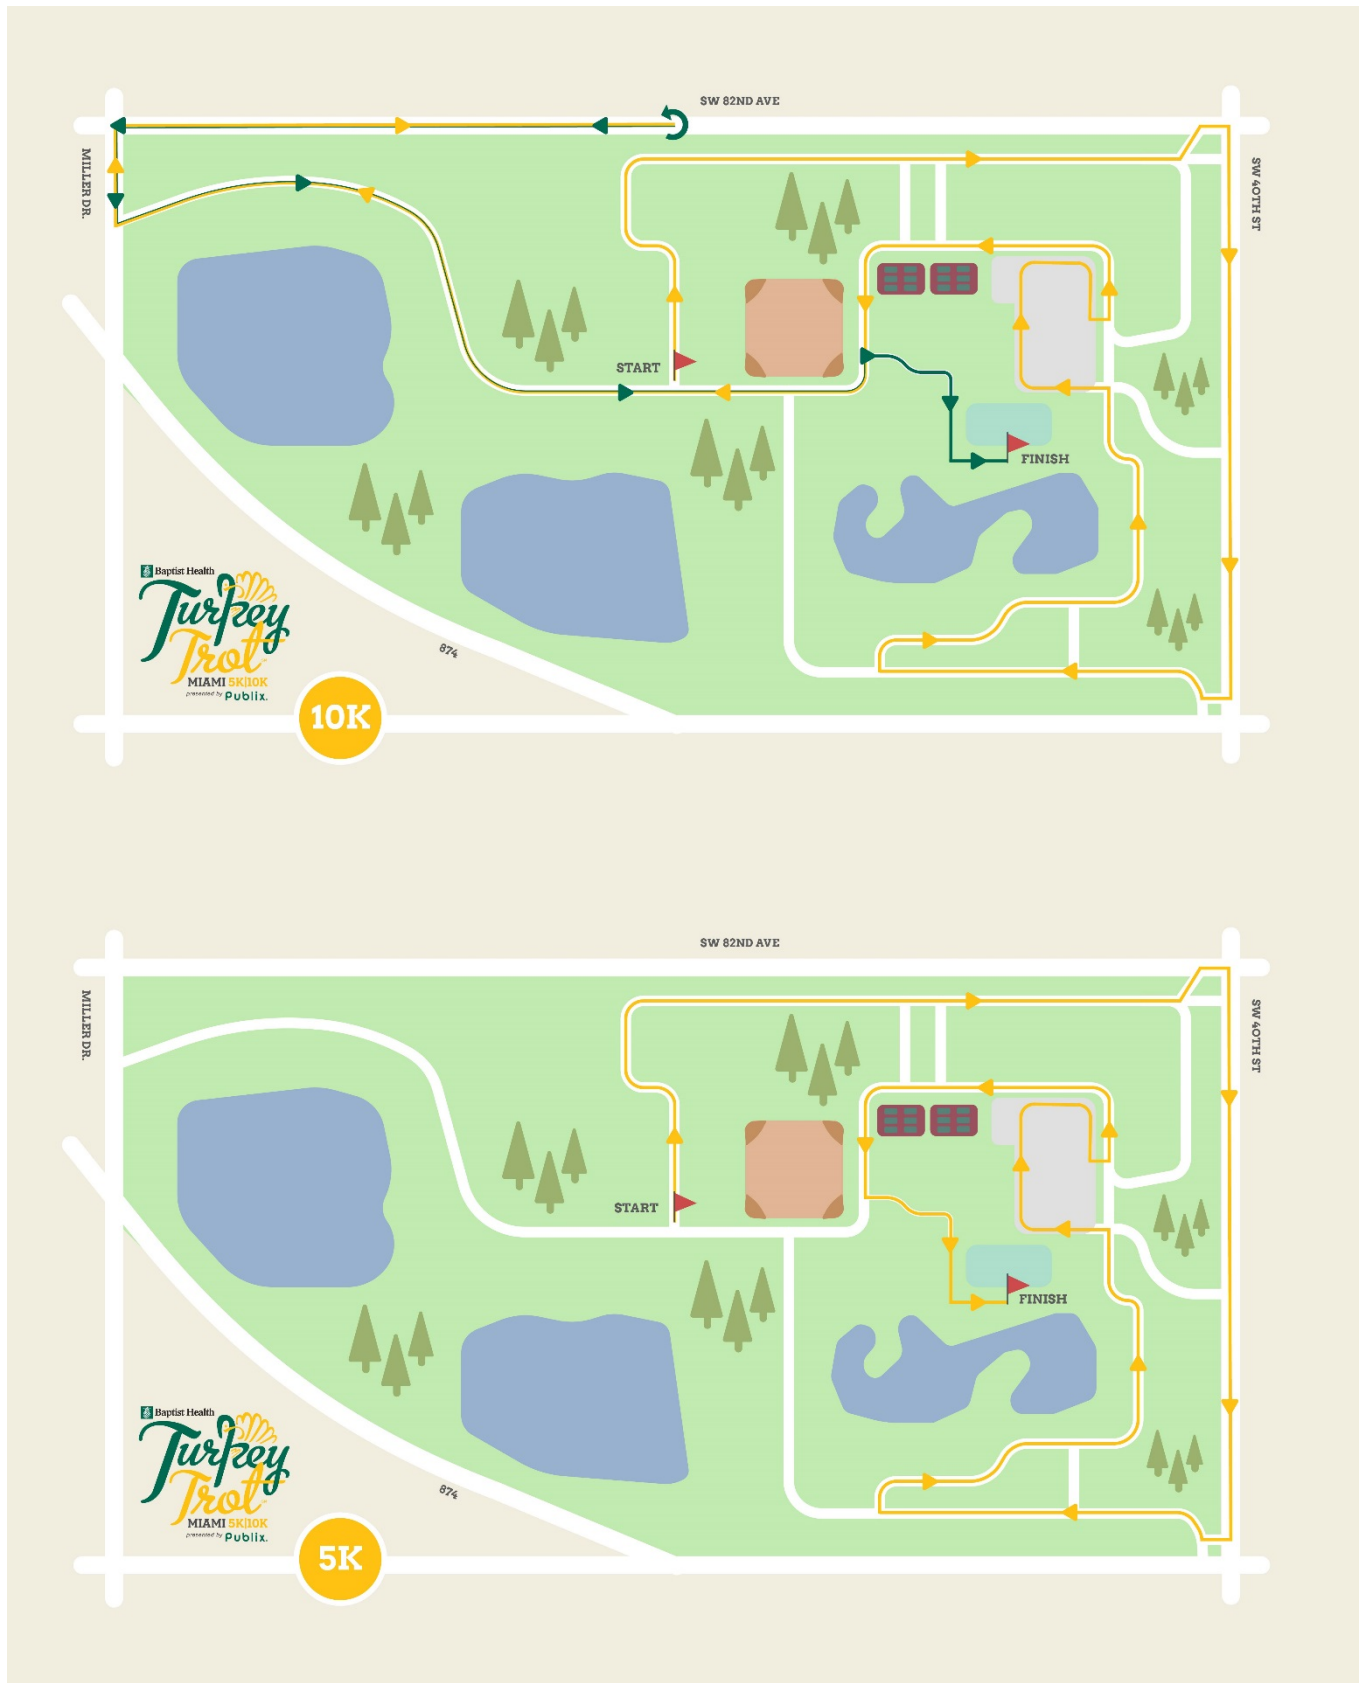 SW 82ND AVE
MILLER DR.
SW 40TH ST
START
FINISH
874
Baptist Health
Turkey
Trot
MIAMI 5K|10K
presented by Publix.
10K
SW 82ND AVE
MILLER DR.
SW 40TH ST
START
FINISH
874
Baptist Health
Turkey
Trot
MIAMI 5K|10K
presented by Publix.
5K